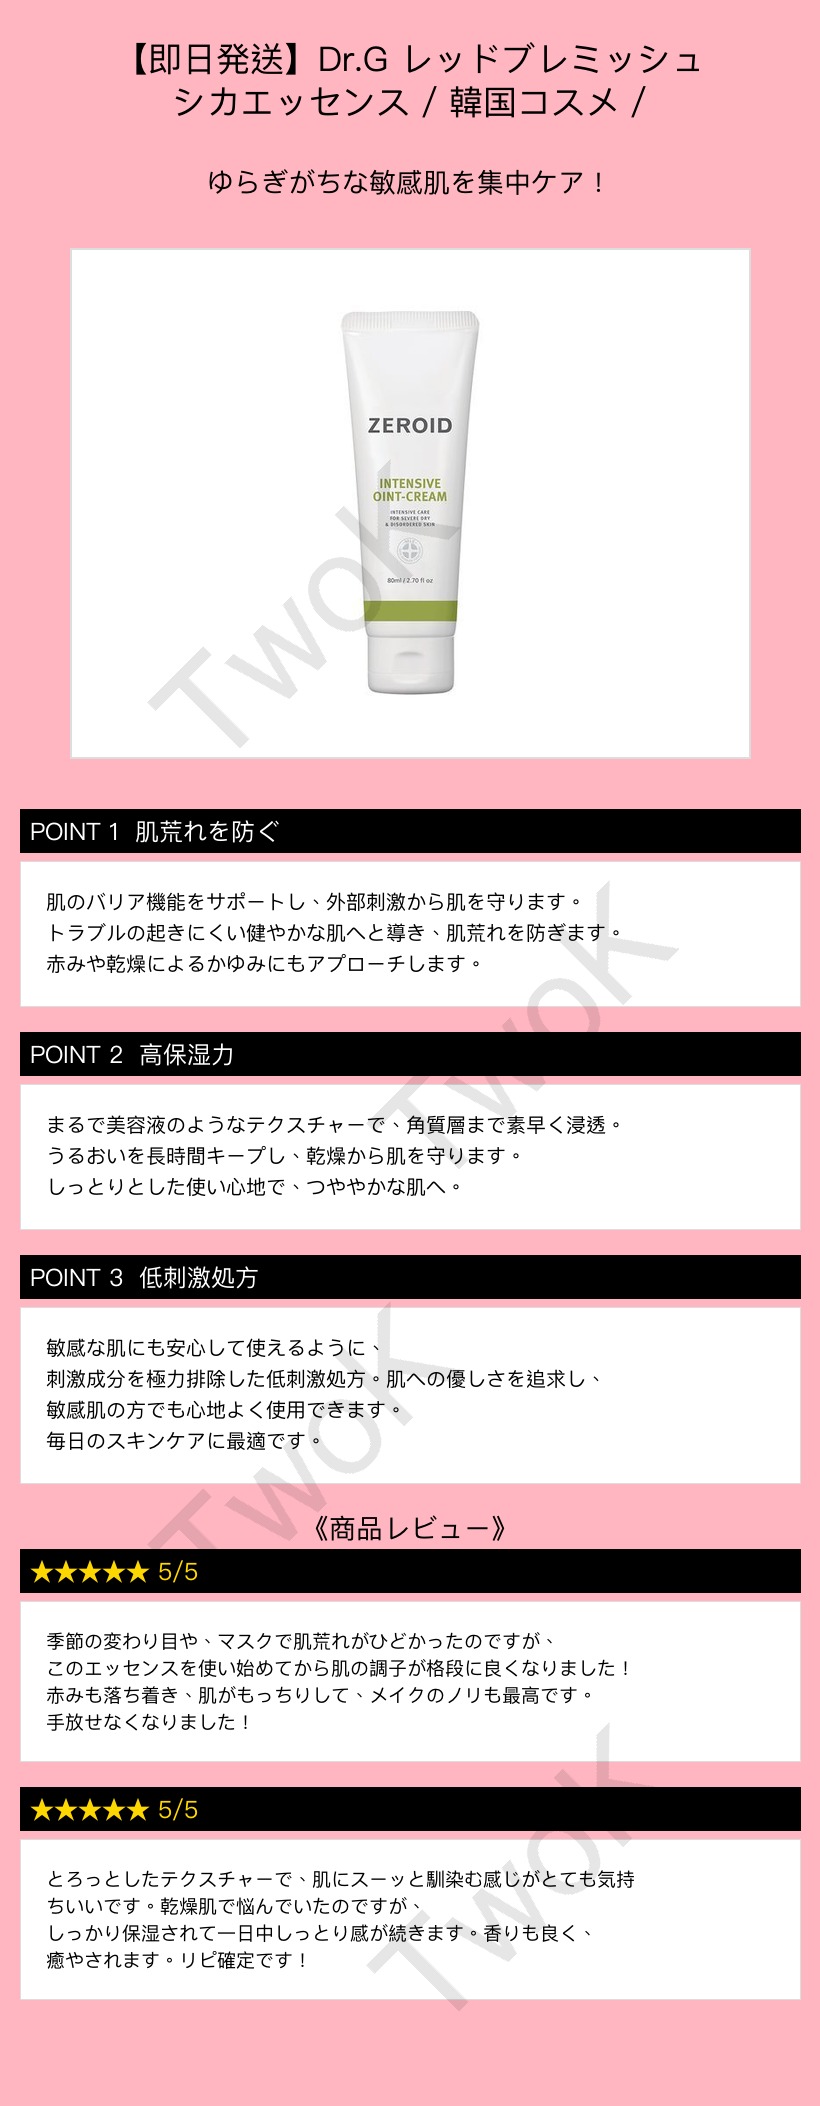 【即日発送】Dr.G レッドブレミッシュ
シカエッセンス / 韓国コスメ /
ゆらぎがちな敏感肌を集中ケア！
ZEROID
INTENSIVE
OINT-CREAM
INTENSIVE CARE
FOR SEVERE DRY
& DISORDERED SKIN
80ml / 2.70 fl oz
TwoK
POINT 1 肌荒れを防ぐ
肌のバリア機能をサポートし、外部刺激から肌を守ります。
トラブルの起きにくい健やかな肌へと導き、肌荒れを防ぎます。
赤みや乾燥によるかゆみにもアプローチします。
TwoK
POINT 2 高保湿力
まるで美容液のようなテクスチャーで、角質層まで素早く浸透。
うるおいを長時間キープし、乾燥から肌を守ります。
しっとりとした使い心地で、つややかな肌へ。
POINT 3 低刺激処方
敏感な肌にも安心して使えるように、
刺激成分を極力排除した低刺激処方。肌への優しさを追求し、
敏感肌の方でも心地よく使用できます。
毎日のスキンケアに最適です。
TwoK
《商品レビュー》
★★★★★ 5/5
季節の変わり目や、マスクで肌荒れがひどかったのですが、
このエッセンスを使い始めてから肌の調子が格段に良くなりました！
赤みも落ち着き、肌がもっちりして、メイクのノリも最高です。
手放せなくなりました！
★★★★★ 5/5
とろっとしたテクスチャーで、肌にスーッと馴染む感じがとても気持
ちいいです。乾燥肌で悩んでいたのですが、
しっかり保湿されて一日中しっとり感が続きます。香りも良く、
癒やされます。リピ確定です！
TwoK